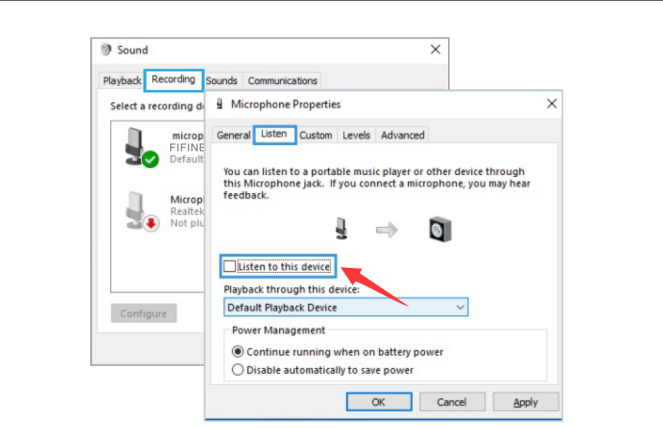 Sound
Playback Recording Sounds Communications
Select a recording
FIFINE
Default
Realtek
Not
Configure
Microphone Properties
General Listen Custom Levels Advanced
You can listen to a portable music player or other device through
this Microphone jack. If you connect a microphone, you may hear
feedback.
Listen to this device
Playback through this device:
Default Playback Device
Power Management
Continue running when on battery power
Disable automatically to save power
OK Cancel Apply